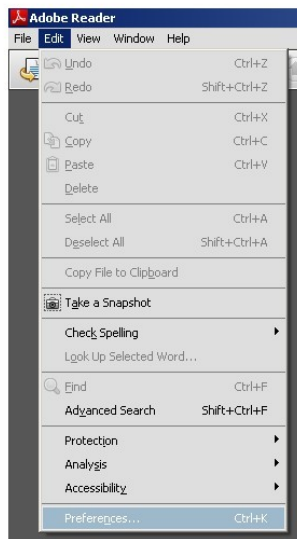 Adobe Reader
File Edit View Window Help
Undo Ctrl+Z
Redo Shift+Ctrl+Z
Cut Ctrl+X
Copy Ctrl+C
Paste Ctrl+V
Delete
Select All Ctrl+A
Deselect All Shift+Ctrl+A
Copy File to Clipboard
Take a Snapshot
Check Spelling
Look Up Selected Word...
Find Ctrl+F
Advanced Search Shift+Ctrl+F
Protection
Analysis
Accessibility
Preferences... Ctrl+K